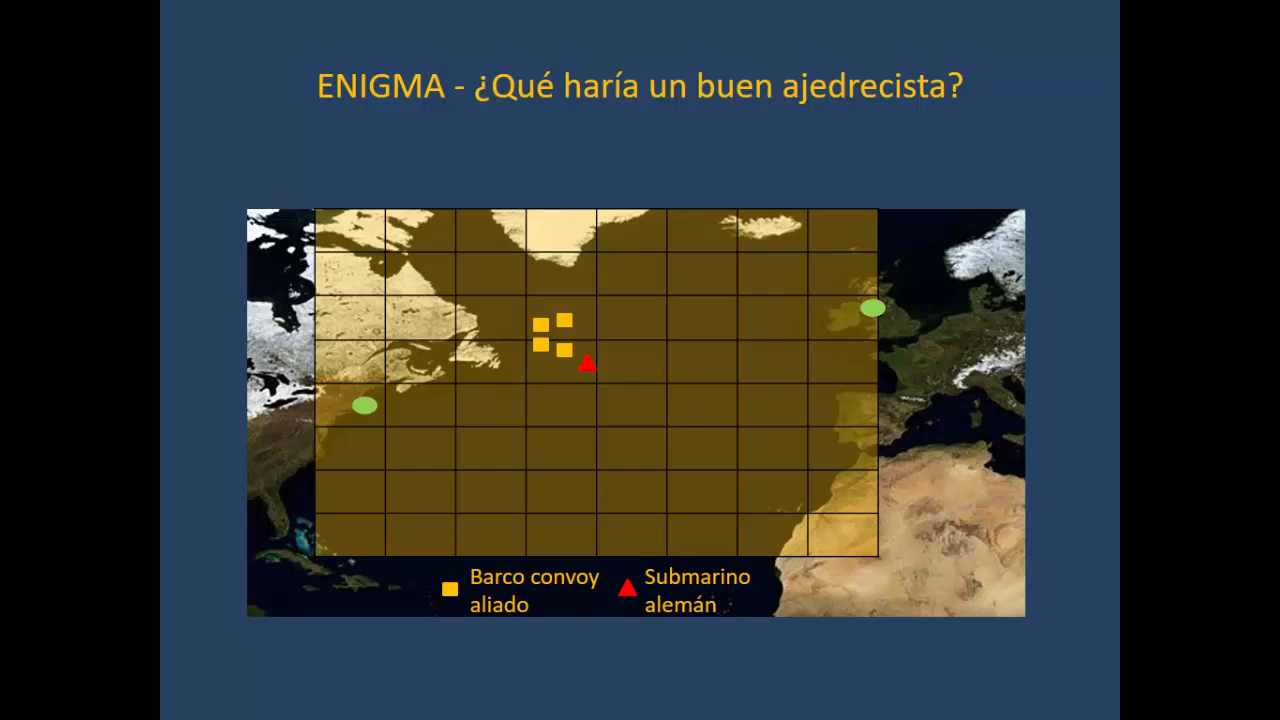 ENIGMA - ¿Qué haría un buen ajedrecista?
Barco convoy
aliado
Submarino
alemán